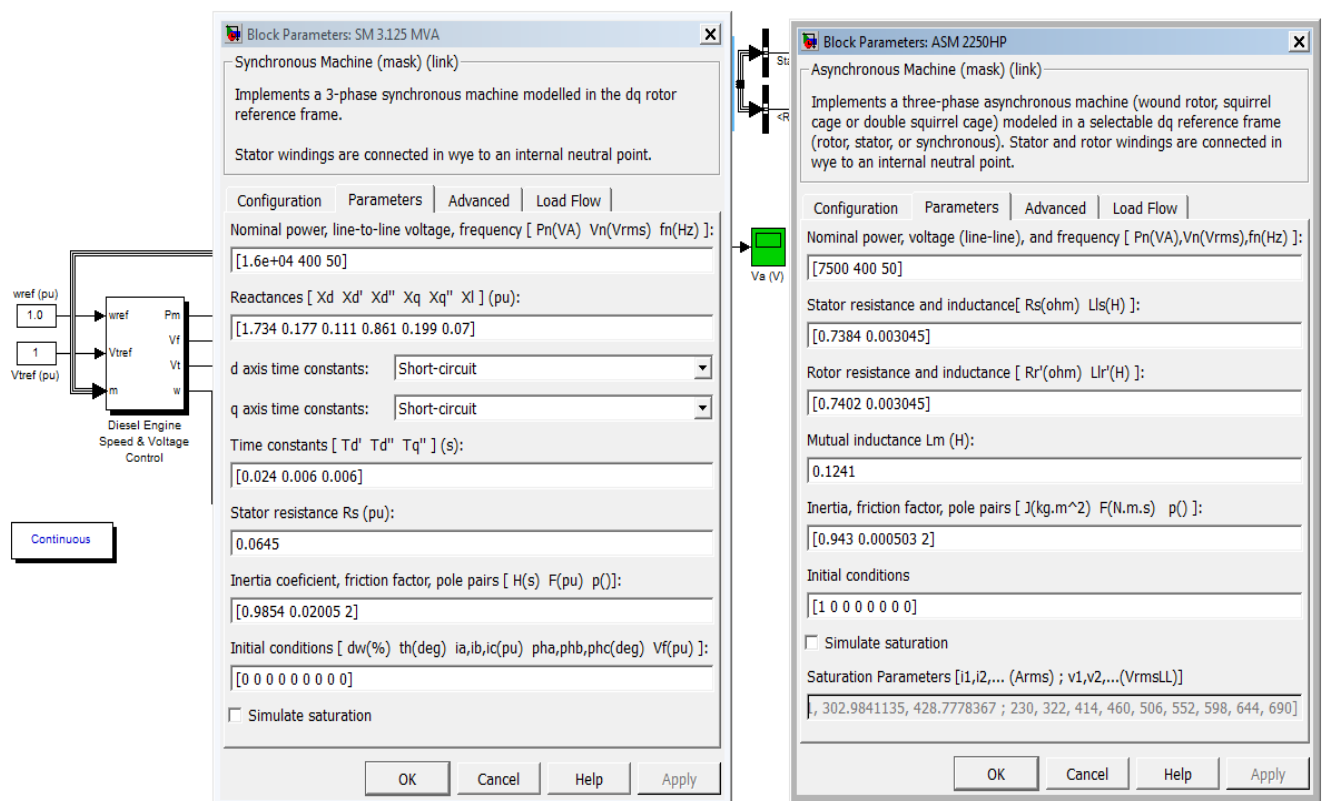 wref (pu)
1.0
1
Vtref (pu)
wref
Vtref
m
Pm
Vf
Vt
w
Diesel Engine
Speed & Voltage
Control
Continuous
Block Parameters: SM 3.125 MVA
Synchronous Machine (mask) (link)
Implements a 3-phase synchronous machine modelled in the dq rotor
reference frame.
Stator windings are connected in wye to an internal neutral point.
Configuration Parameters Advanced Load Flow
Nominal power, line-to-line voltage, frequency [ Pn(VA) Vn(Vrms) fn(Hz) ]:
[1.6e+04 400 50]
Reactances [ Xd Xd' Xd'' Xq Xq'' Xl ] (pu):
[1.734 0.177 0.111 0.861 0.199 0.07]
d axis time constants: Short-circuit
q axis time constants: Short-circuit
Time constants [ Td' Td'' Tq'' ] (s):
[0.024 0.006 0.006]
Stator resistance Rs (pu):
0.0645
Inertia coeficient, friction factor, pole pairs [ H(s) F(pu) p()]:
[0.9854 0.02005 2]
Initial conditions [ dw(%) th(deg) ia,ib,ic(pu) pha,phb,phc(deg) Vf(pu) ]:
[0 0 0 0 0 0 0 0 0]
Simulate saturation
OK Cancel Help Apply
Sta
<R
Va (V)
Block Parameters: ASM 2250HP
Asynchronous Machine (mask) (link)
Implements a three-phase asynchronous machine (wound rotor, squirrel
cage or double squirrel cage) modeled in a selectable dq reference frame
(rotor, stator, or synchronous). Stator and rotor windings are connected in
wye to an internal neutral point.
Configuration Parameters Advanced Load Flow
Nominal power, voltage (line-line), and frequency [ Pn(VA),Vn(Vrms),fn(Hz) ]:
[7500 400 50]
Stator resistance and inductance[ Rs(ohm) Lls(H) ]:
[0.7384 0.003045]
Rotor resistance and inductance [ Rr'(ohm) Llr'(H) ]:
[0.7402 0.003045]
Mutual inductance Lm (H):
0.1241
Inertia, friction factor, pole pairs [ J(kg.m^2) F(N.m.s) p() ]:
[0.943 0.000503 2]
Initial conditions
[1 0 0 0 0 0 0 0]
Simulate saturation
Saturation Parameters [i1,i2,... (Arms) ; v1,v2,...(VrmsLL)]
, 302.9841135, 428.7778367 ; 230, 322, 414, 460, 506, 552, 598, 644, 690]
OK Cancel Help Apply